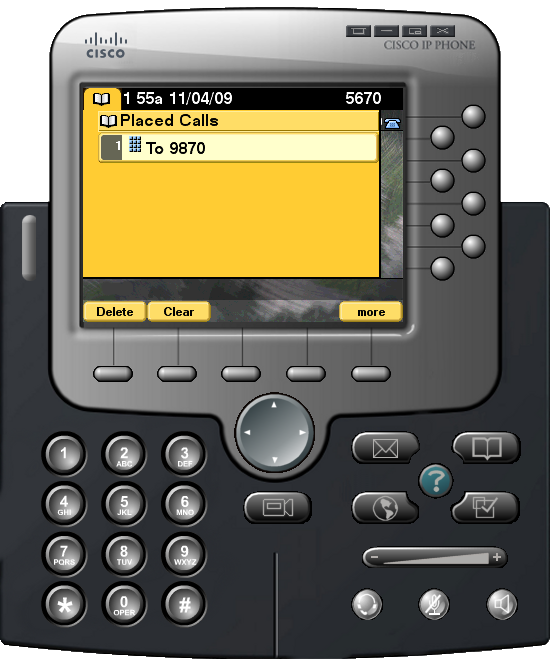 CISCO
CISCO IP PHONE
1 55a 11/04/09 5670
Placed Calls
1 To 9870
Delete Clear more
1 2 ABC 3 DEF
4 GHI 5 JKL 6 MNO
7 PQRS 8 TUV 9 WXYZ
* 0 OPER #
?
- +